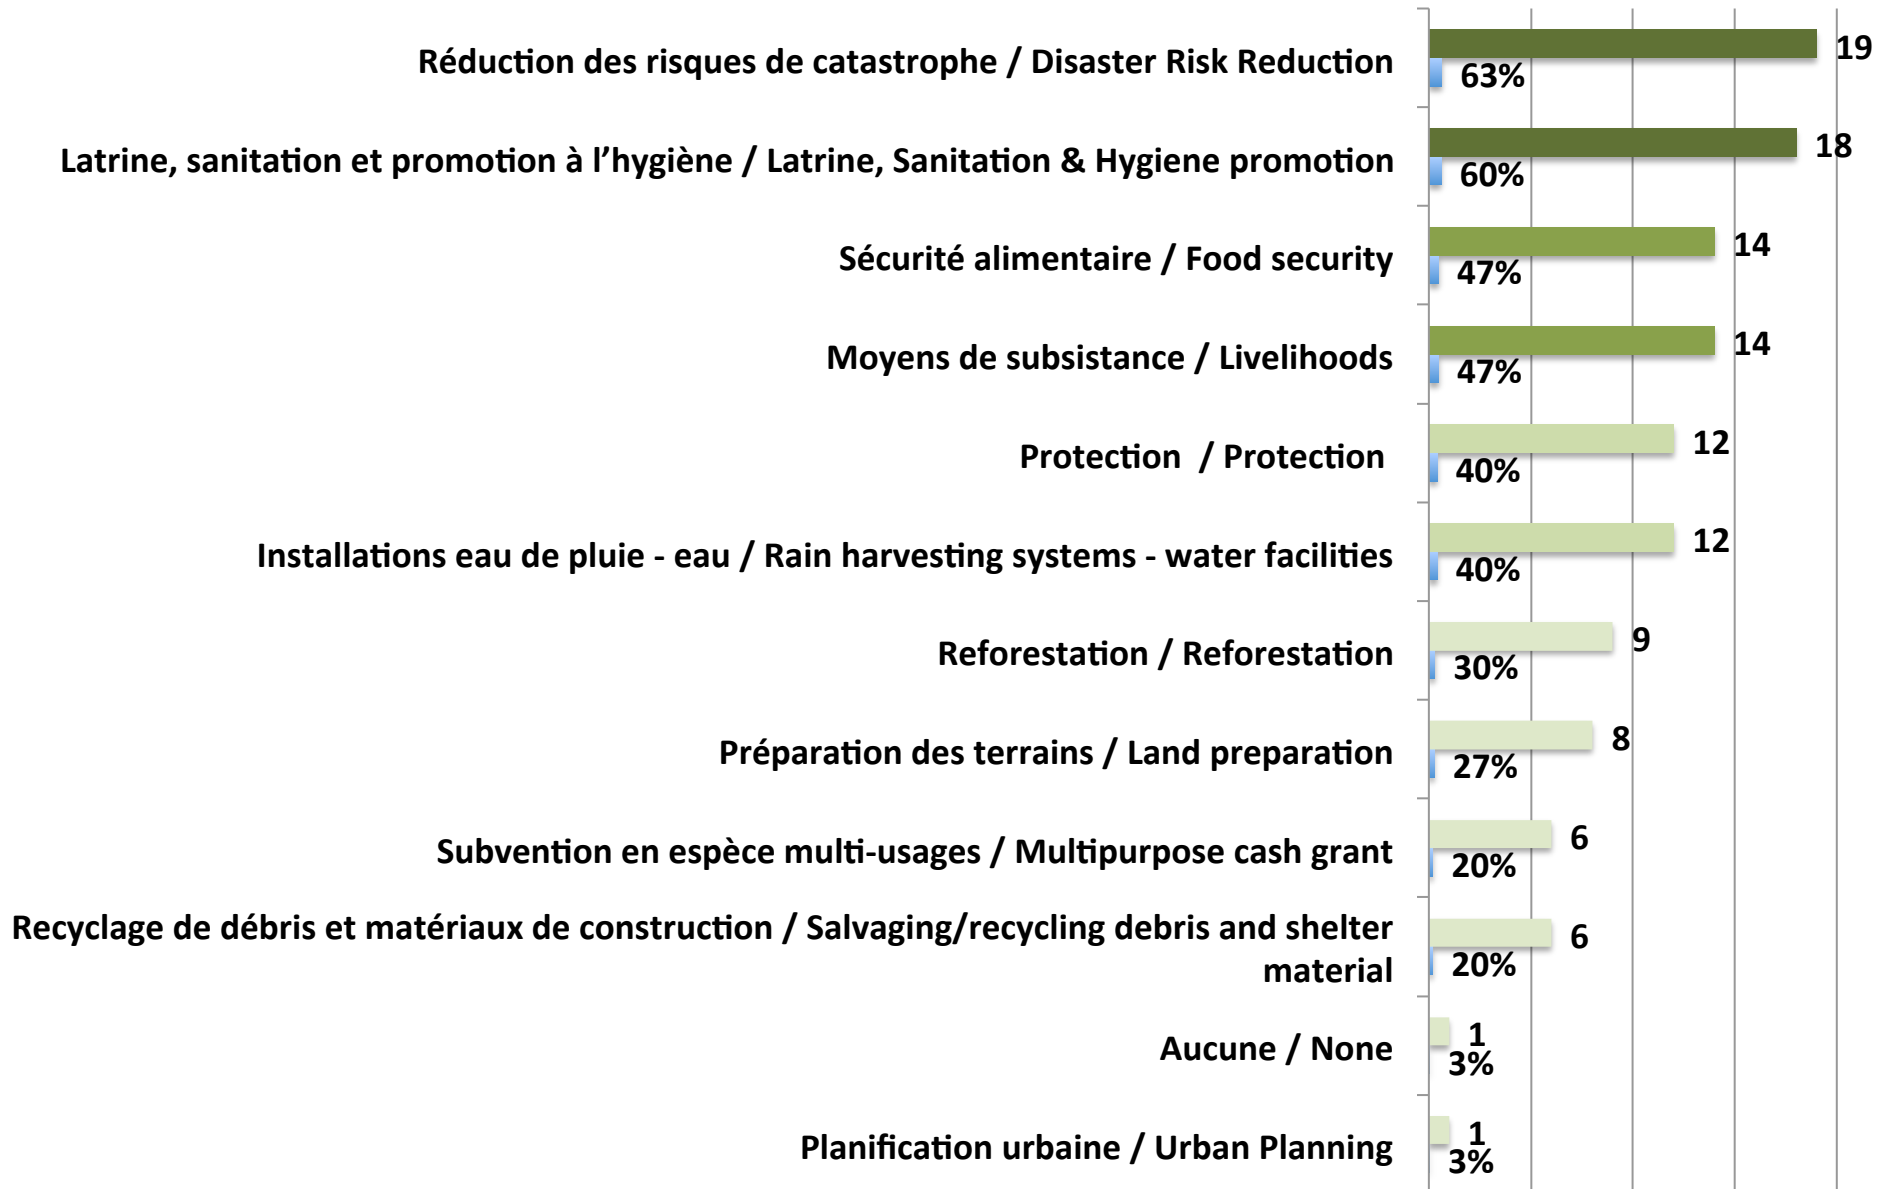 Réduction des risques de catastrophe / Disaster Risk Reduction
19
63%
Latrine, sanitation et promotion à l’hygiène / Latrine, Sanitation & Hygiene promotion
18
60%
Sécurité alimentaire / Food security
14
47%
Moyens de subsistance / Livelihoods
14
47%
Protection / Protection
12
40%
Installations eau de pluie - eau / Rain harvesting systems - water facilities
12
40%
Reforestation / Reforestation
9
30%
Préparation des terrains / Land preparation
8
27%
Subvention en espèce multi-usages / Multipurpose cash grant
6
20%
Recyclage de débris et matériaux de construction / Salvaging/recycling debris and shelter
material
6
20%
Aucune / None
1
3%
Planification urbaine / Urban Planning
1
3%